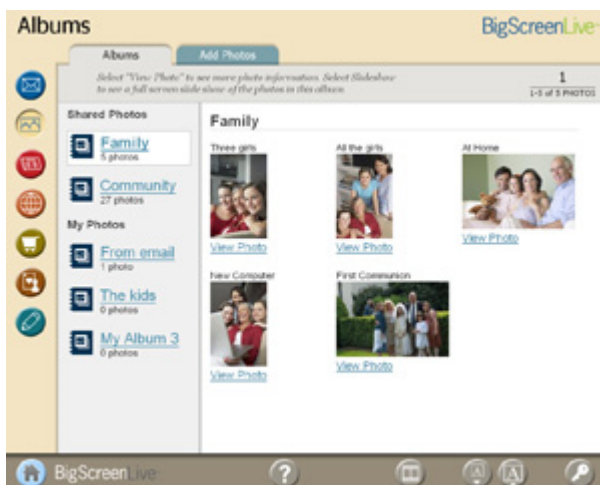 Albums
BigScreenLive
Albums
Add Photos
Select "View Photo" to see more photo information. Select Slideshow
to see a full screen slide show of the photos in this album.
1
1-5 of 5 PHOTOS
Shared Photos
Family
5 photos
Community
27 photos
My Photos
From email
1 photo
The kids
0 photos
My Album 3
0 photos
Family
Three girls
All the girls
At Home
View Photo
View Photo
View Photo
New Computer
First Communion
View Photo
View Photo
BigScreenLive
?
A
A